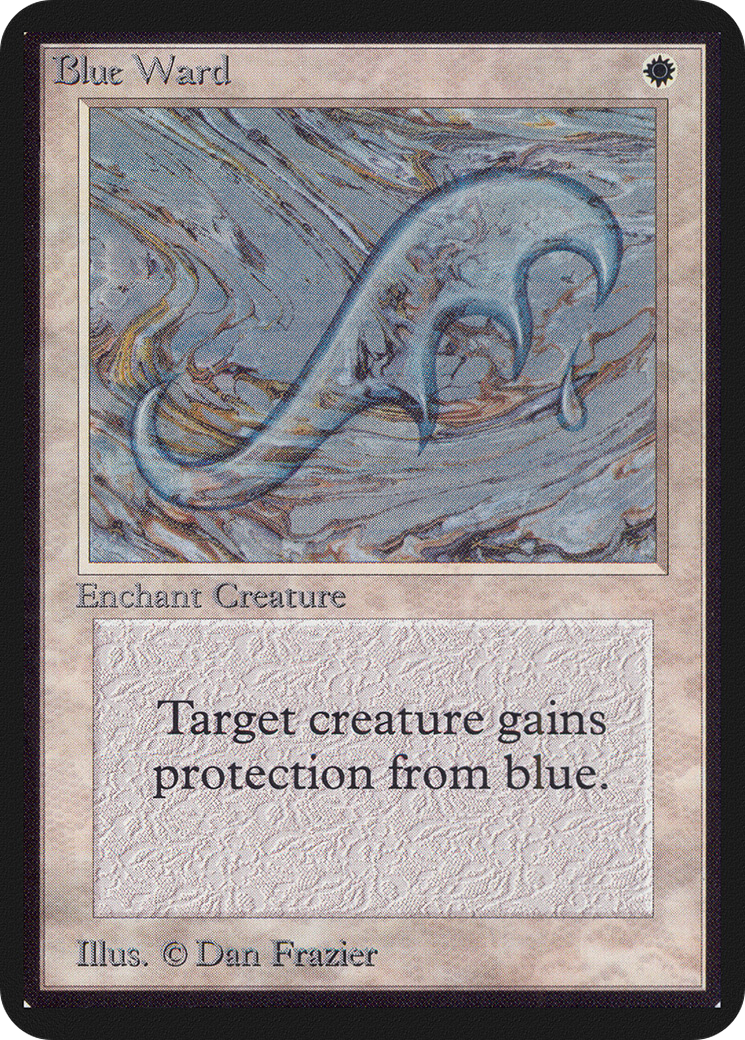 Blue Ward
Enchant Creature
Target creature gains
protection from blue.
Illus. © Dan Frazier